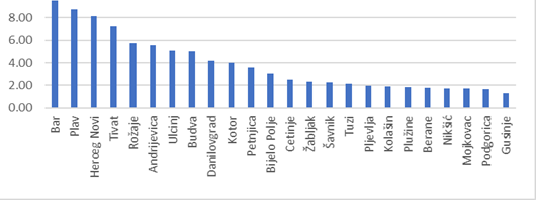 8.00
6.00
4.00
2.00
0.00
Bar
Plav
Herceg Novi
Tivat
Rožaje
Andrijevica
Ulcinj
Budva
Danilovgrad
Kotor
Petnjica
Bijelo Polje
Cetinje
Žabljak
Šavnik
Tuzi
Pljevlja
Kolašin
Plužine
Berane
Nikšić
Mojkovac
Podgorica
Gusinje